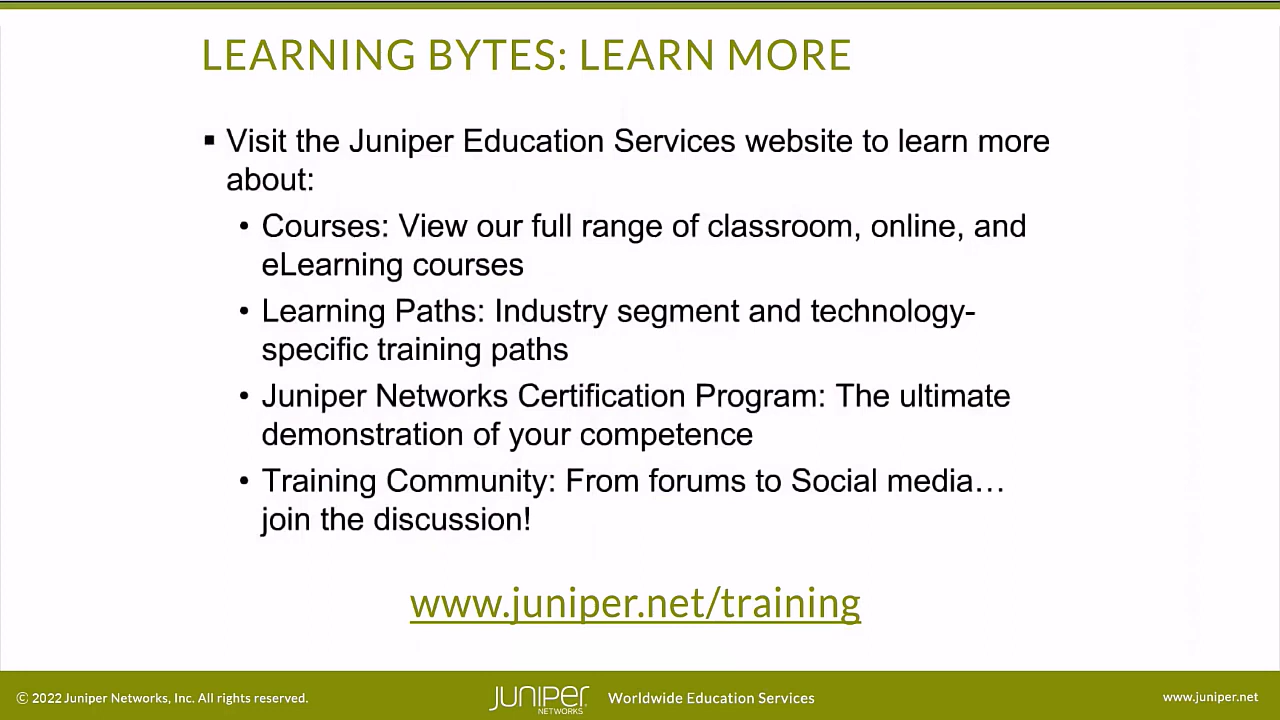 LEARNING BYTES: LEARN MORE
▪ Visit the Juniper Education Services website to learn more
about:
• Courses: View our full range of classroom, online, and
eLearning courses
• Learning Paths: Industry segment and technology-
specific training paths
• Juniper Networks Certification Program: The ultimate
demonstration of your competence
• Training Community: From forums to Social media…
join the discussion!
www.juniper.net/training
© 2022 Juniper Networks, Inc. All rights reserved.
JUNIPER
NETWORKS
Worldwide Education Services
www.juniper.net